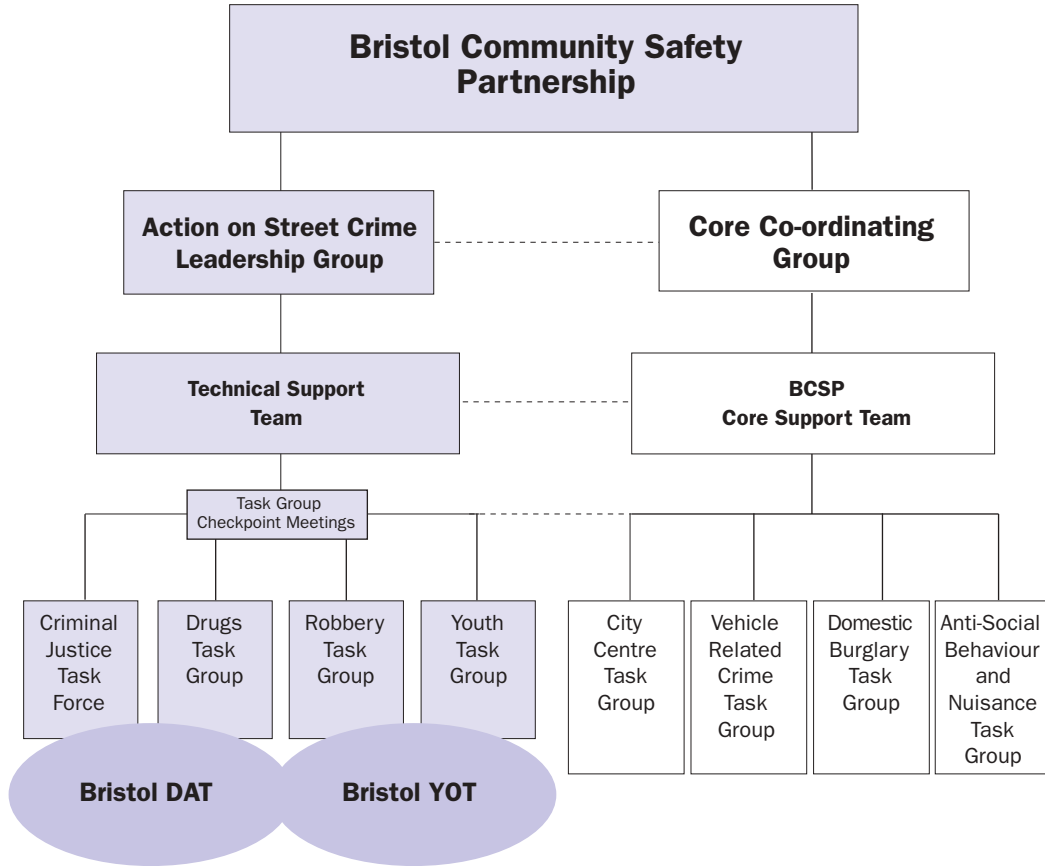 Bristol Community Safety
Partnership
Action on Street Crime
Leadership Group
Core Co-ordinating
Group
Technical Support
Team
BCSP
Core Support Team
Task Group
Checkpoint Meetings
Criminal
Justice
Task
Force
Drugs
Task
Group
Robbery
Task
Group
Youth
Task
Group
City
Centre
Task
Group
Vehicle
Related
Crime
Task
Group
Domestic
Burglary
Task
Group
Anti-Social
Behaviour
and
Nuisance
Task
Group
Bristol DAT
Bristol YOT